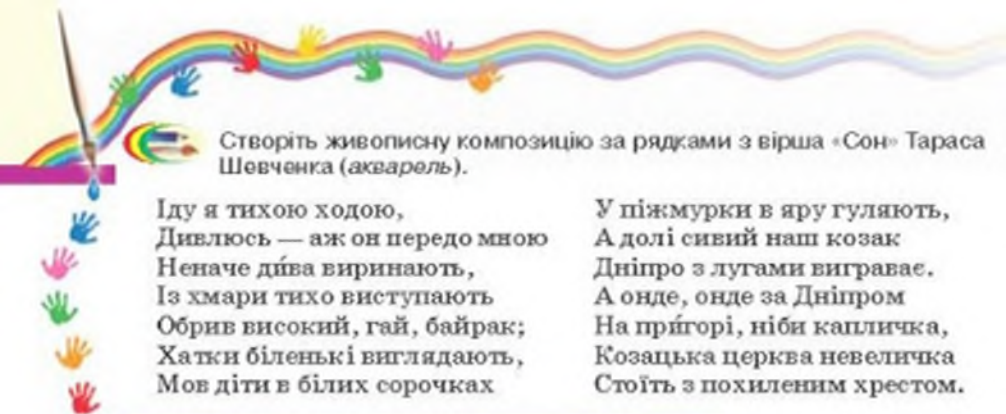 Створіть живописну композицію за рядками з вірша «Сон» Тараса
Шевченка (акварель).
Іду я тихою ходою,
Дивлюсь — аж он передо мною
Неначе ди́ва виринають,
Із хмари тихо виступають
Обрив високий, гай, байрак;
Хатки біленькі виглядають,
Мов діти в білих сорочках
У піжмурки в яру гуляють,
А долі сивий наш козак
Дніпро з лугами виграває.
А онде, онде за Дніпром
На при́горі, ніби капличка,
Козацька церква невеличка
Стоїть з похиленим хрестом.